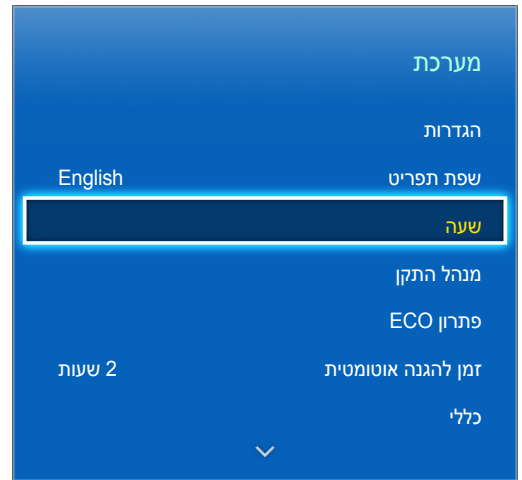 מערכת
הגדרות
שפת תפריט English
שעה
מנהל התקן
פתרון ECO
זמן להגנה אוטומטית 2 שעות
כללי